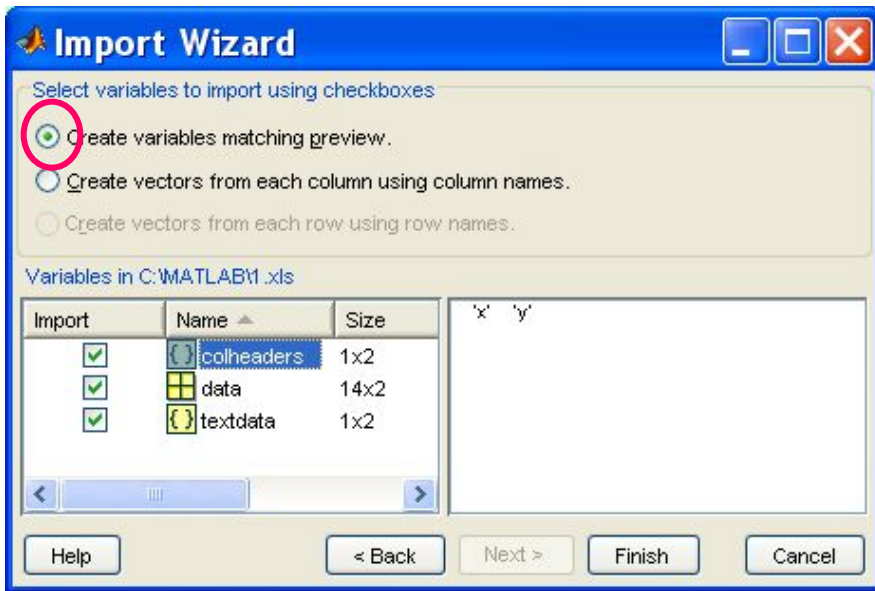 Import Wizard
Select variables to import using checkboxes
Create variables matching preview.
Create vectors from each column using column names.
Create vectors from each row using row names.
Variables in C:\MATLAB\1.xls
Import Name Size
colheaders 1x2
data 14x2
textdata 1x2
'x' 'y'
Help < Back Next > Finish Cancel